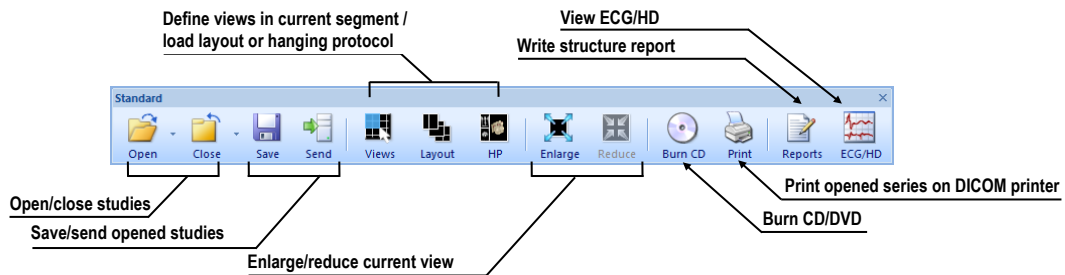 Define views in current segment /
load layout or hanging protocol
View ECG/HD
Write structure report
Standard
Open
Close
Save
Send
Views
Layout
HP
Enlarge
Reduce
Burn CD
Print
Reports
ECG/HD
Open/close studies
Save/send opened studies
Enlarge/reduce current view
Print opened series on DICOM printer
Burn CD/DVD